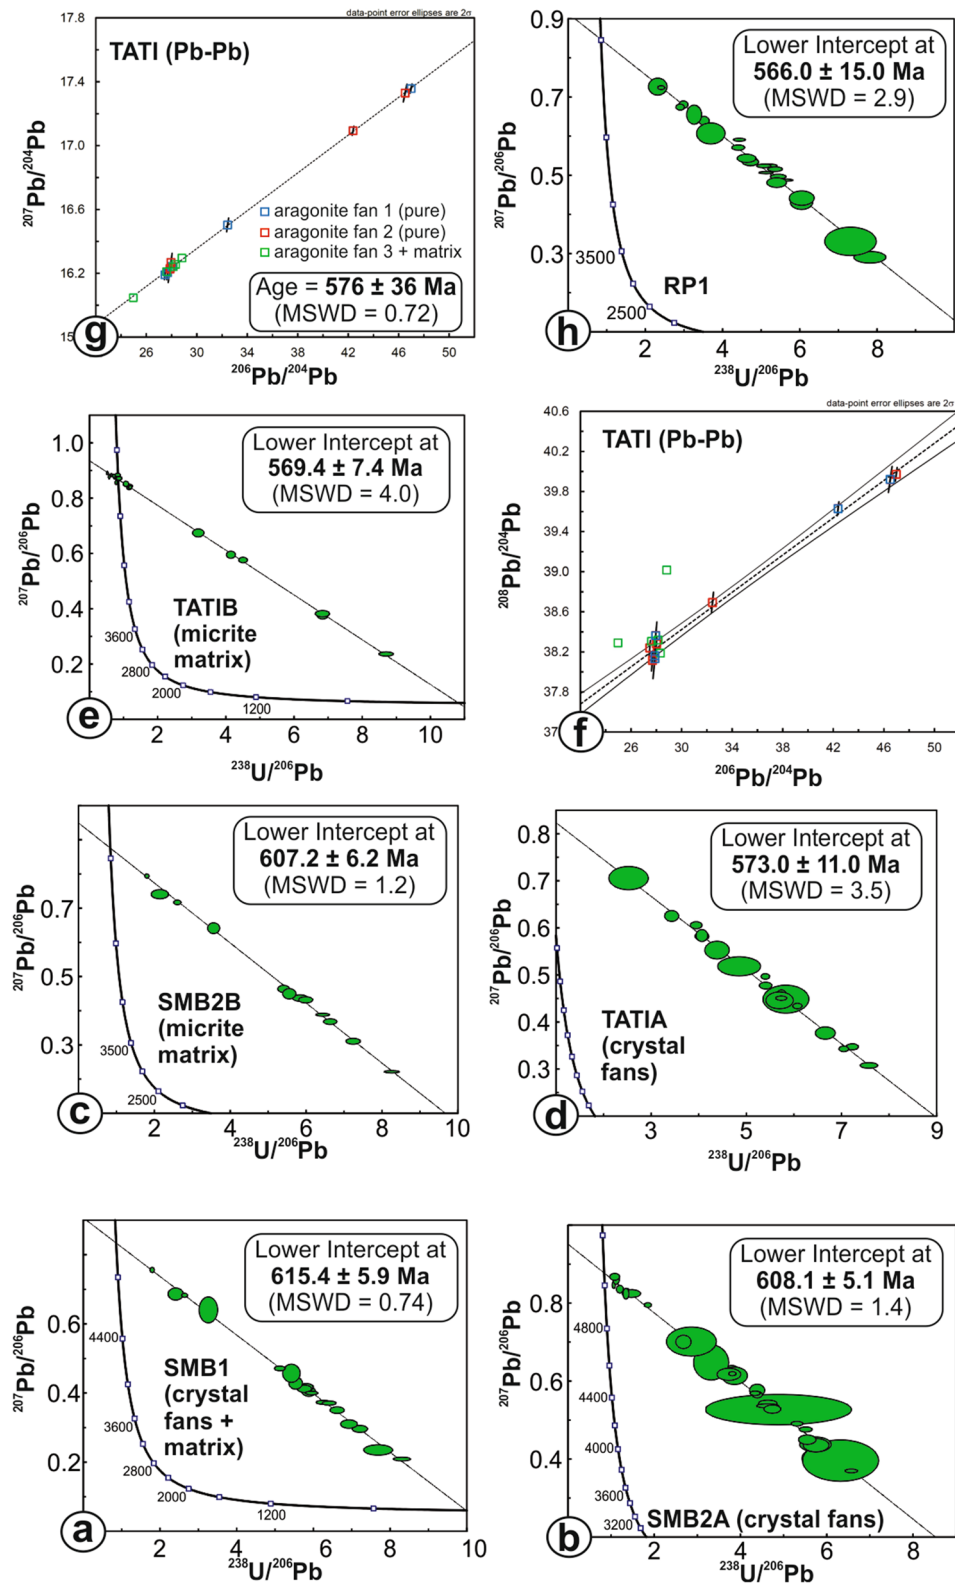 data-point error ellipses are 2σ
17.8
17.4
17.0
16.6
16.2
15
TATI (Pb-Pb)
aragonite fan 1 (pure)
aragonite fan 2 (pure)
aragonite fan 3 + matrix
Age = 576 ± 36 Ma
(MSWD = 0.72)
g
26 30 34 38 42 46 50
²⁰⁷Pb/²⁰⁴Pb
²⁰⁶Pb/²⁰⁴Pb
0.9
0.7
0.5
0.3
Lower Intercept at
566.0 ± 15.0 Ma
(MSWD = 2.9)
3500
2500
RP1
h
2 4 6 8
²⁰⁷Pb/²⁰⁶Pb
²³⁸U/²⁰⁶Pb
1.0
0.8
0.6
0.4
0.2
Lower Intercept at
569.4 ± 7.4 Ma
(MSWD = 4.0)
TATIB
(micrite
matrix)
3600
2800
2000
1200
e
2 4 6 8 10
²⁰⁷Pb/²⁰⁶Pb
²³⁸U/²⁰⁶Pb
data-point error ellipses are 2σ
40.6
40.2
39.8
39.4
39.0
38.6
38.2
37.8
37
TATI (Pb-Pb)
f
26 30 34 38 42 46 50
²⁰⁸Pb/²⁰⁴Pb
²⁰⁶Pb/²⁰⁴Pb
0.7
0.5
0.3
Lower Intercept at
607.2 ± 6.2 Ma
(MSWD = 1.2)
SMB2B
(micrite
matrix)
3500
2500
c
2 4 6 8 10
²⁰⁷Pb/²⁰⁶Pb
²³⁸U/²⁰⁶Pb
0.8
0.7
0.6
0.5
0.4
0.3
Lower Intercept at
573.0 ± 11.0 Ma
(MSWD = 3.5)
TATIA
(crystal
fans)
d
3 5 7 9
²⁰⁷Pb/²⁰⁶Pb
²³⁸U/²⁰⁶Pb
0.6
0.4
0.2
Lower Intercept at
615.4 ± 5.9 Ma
(MSWD = 0.74)
4400
3600
2800
2000
1200
SMB1
(crystal
fans +
matrix)
a
2 4 6 8 10
²⁰⁷Pb/²⁰⁶Pb
²³⁸U/²⁰⁶Pb
0.8
0.6
0.4
Lower Intercept at
608.1 ± 5.1 Ma
(MSWD = 1.4)
4800
4400
4000
3600
3200
SMB2A (crystal fans)
b
2 4 6 8
²⁰⁷Pb/²⁰⁶Pb
²³⁸U/²⁰⁶Pb